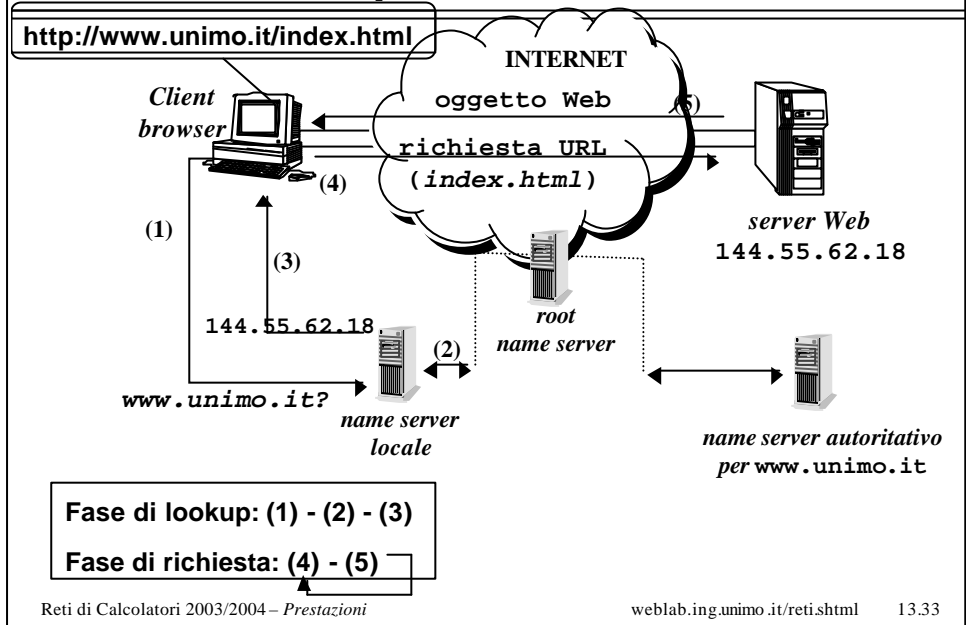 http://www.unimo.it/index.html
INTERNET
Client
browser
oggetto Web
(5)
richiesta URL
(index.html)
(4)
server Web
144.55.62.18
(1)
(3)
root
name server
144.55.62.18
(2)
www.unimo.it?
name server
locale
name server autoritativo
per www.unimo.it
Fase di lookup: (1) - (2) - (3)
Fase di richiesta: (4) - (5)
Reti di Calcolatori 2003/2004 – Prestazioni weblab.ing.unimo.it/reti.shtml 13.33